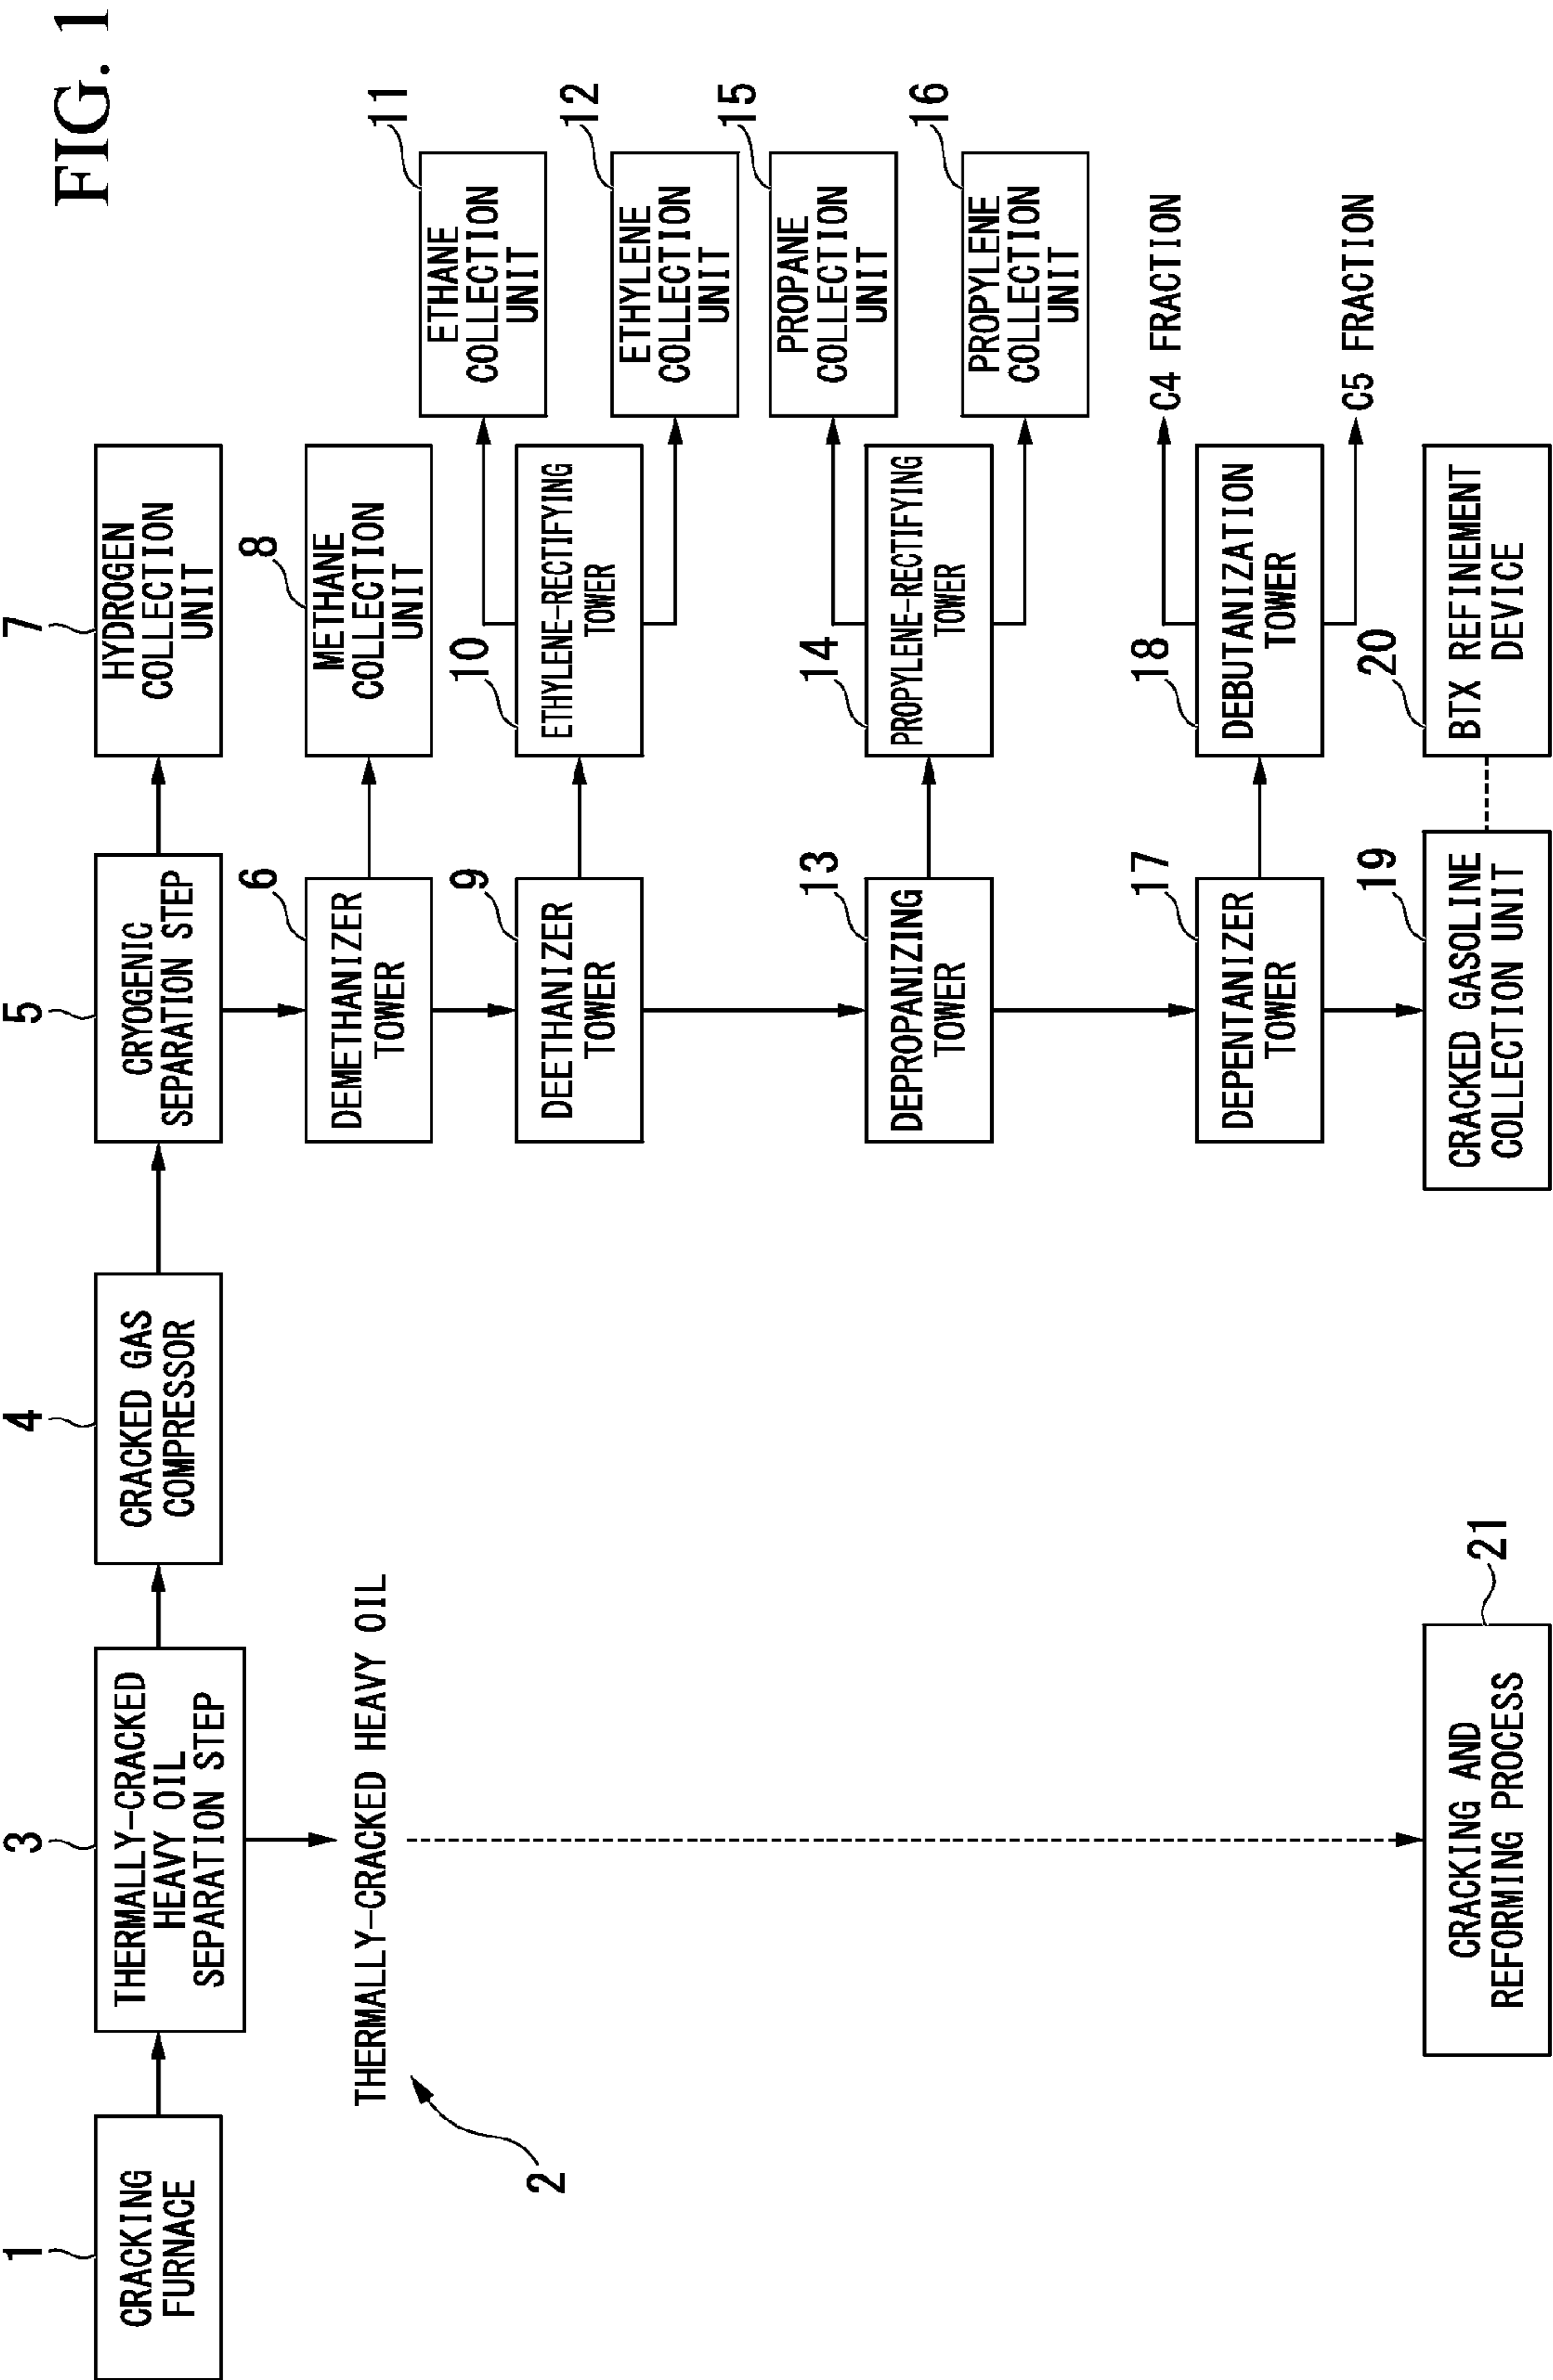 FIG. 1
1
CRACKING
FURNACE
3
THERMALLY-CRACKED
HEAVY OIL
SEPARATION STEP
4
CRACKED GAS
COMPRESSOR
5
CRYOGENIC
SEPARATION STEP
7
HYDROGEN
COLLECTION
UNIT
THERMALLY-CRACKED HEAVY OIL
2
6
DEMETHANIZER
TOWER
8
METHANE
COLLECTION
UNIT
9
DEETHANIZER
TOWER
10
ETHYLENE-RECTIFYING
TOWER
11
ETHANE
COLLECTION
UNIT
12
ETHYLENE
COLLECTION
UNIT
13
DEPROPANIZING
TOWER
14
PROPYLENE-RECTIFYING
TOWER
15
PROPANE
COLLECTION
UNIT
16
PROPYLENE
COLLECTION
UNIT
17
DEPENTANIZER
TOWER
18
DEBUTANIZATION
TOWER
C4 FRACTION
C5 FRACTION
21
CRACKING AND
REFORMING PROCESS
19
CRACKED GASOLINE
COLLECTION UNIT
20
BTX REFINEMENT
DEVICE